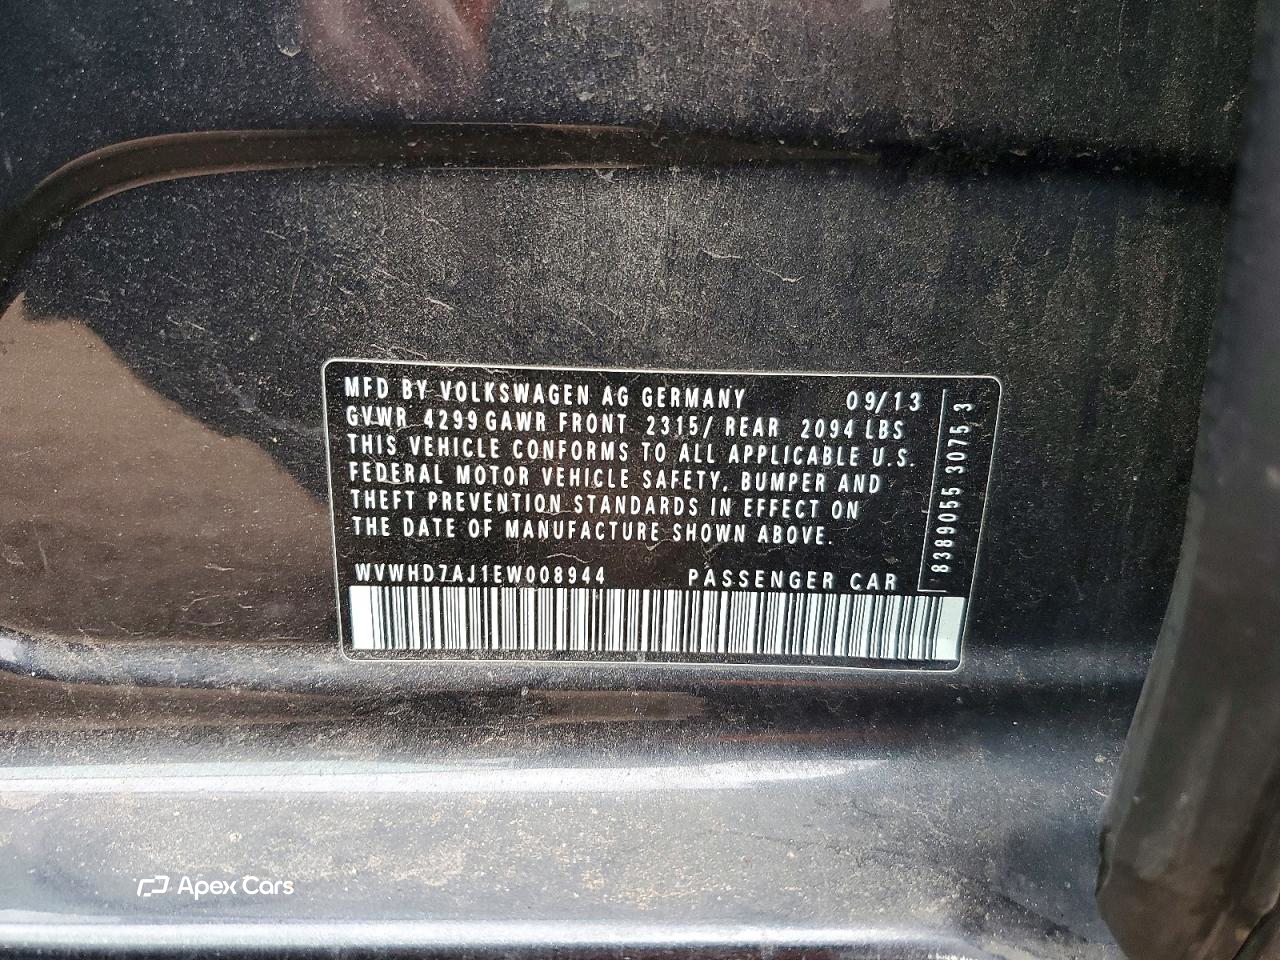 MFD BY VOLKSWAGEN AG GERMANY 09/13
GVWR 4299 GAWR FRONT 2315/ REAR 2094 LBS
THIS VEHICLE CONFORMS TO ALL APPLICABLE U.S.
FEDERAL MOTOR VEHICLE SAFETY, BUMPER AND
THEFT PREVENTION STANDARDS IN EFFECT ON
THE DATE OF MANUFACTURE SHOWN ABOVE.
WVWHD7AJ1EW008944 PASSENGER CAR
8389055 3075 3
Apex Cars